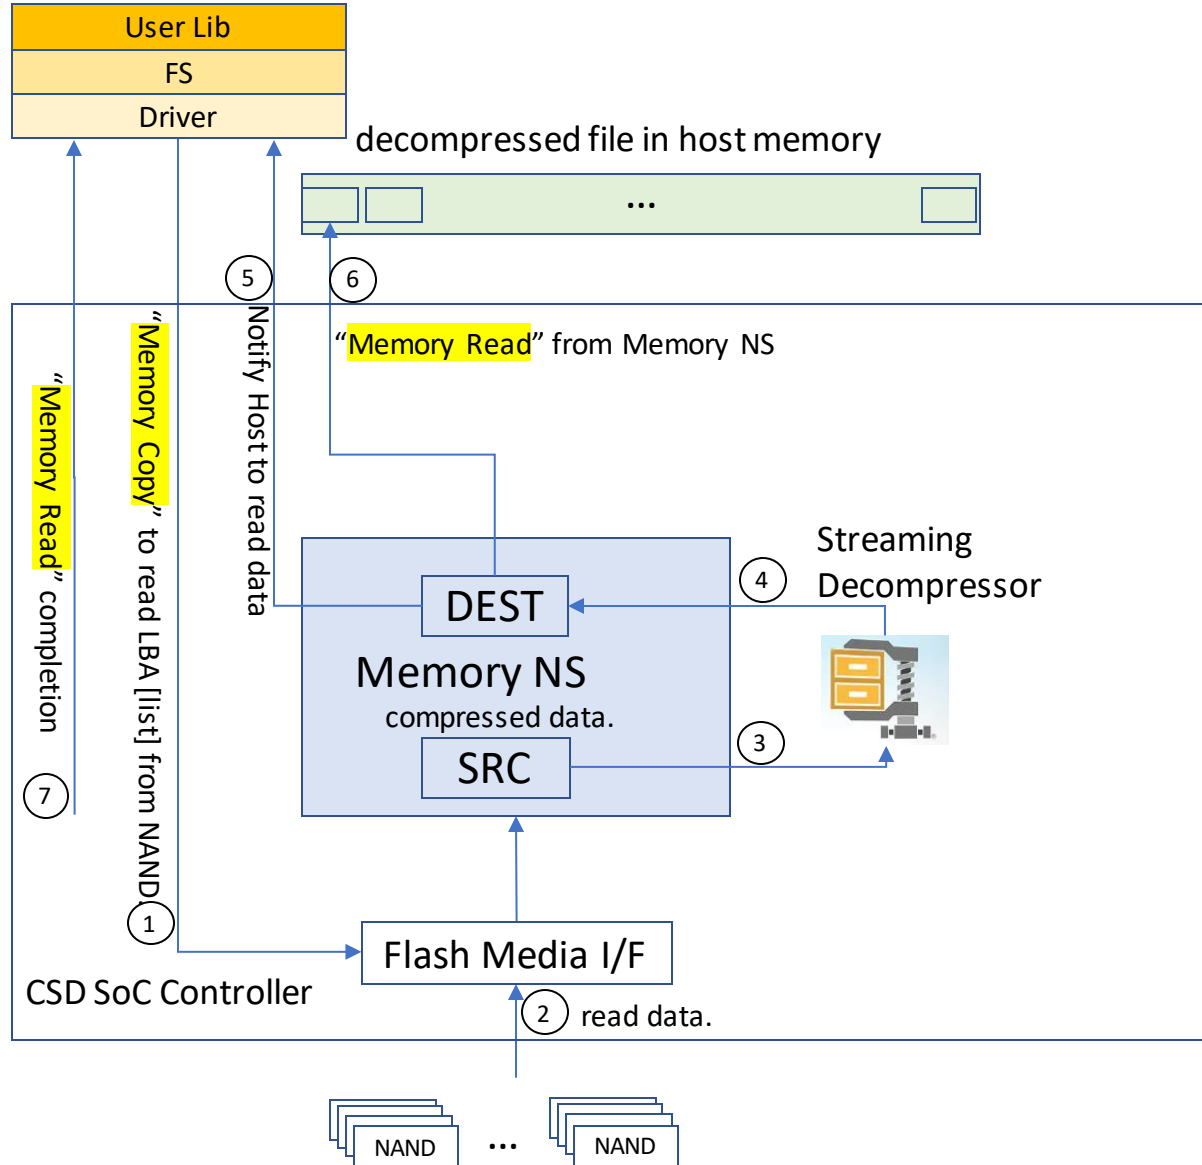 User Lib
FS
Driver
decompressed file in host memory
...
5
6
“Memory Read” from Memory NS
“Memory Read” completion
“Memory Copy” to read LBA [list] from NAND.
Notify Host to read data
Streaming
Decompressor
4
DEST
Memory NS
compressed data.
3
SRC
7
1
Flash Media I/F
CSD SoC Controller
2
read data.
NAND
...
NAND